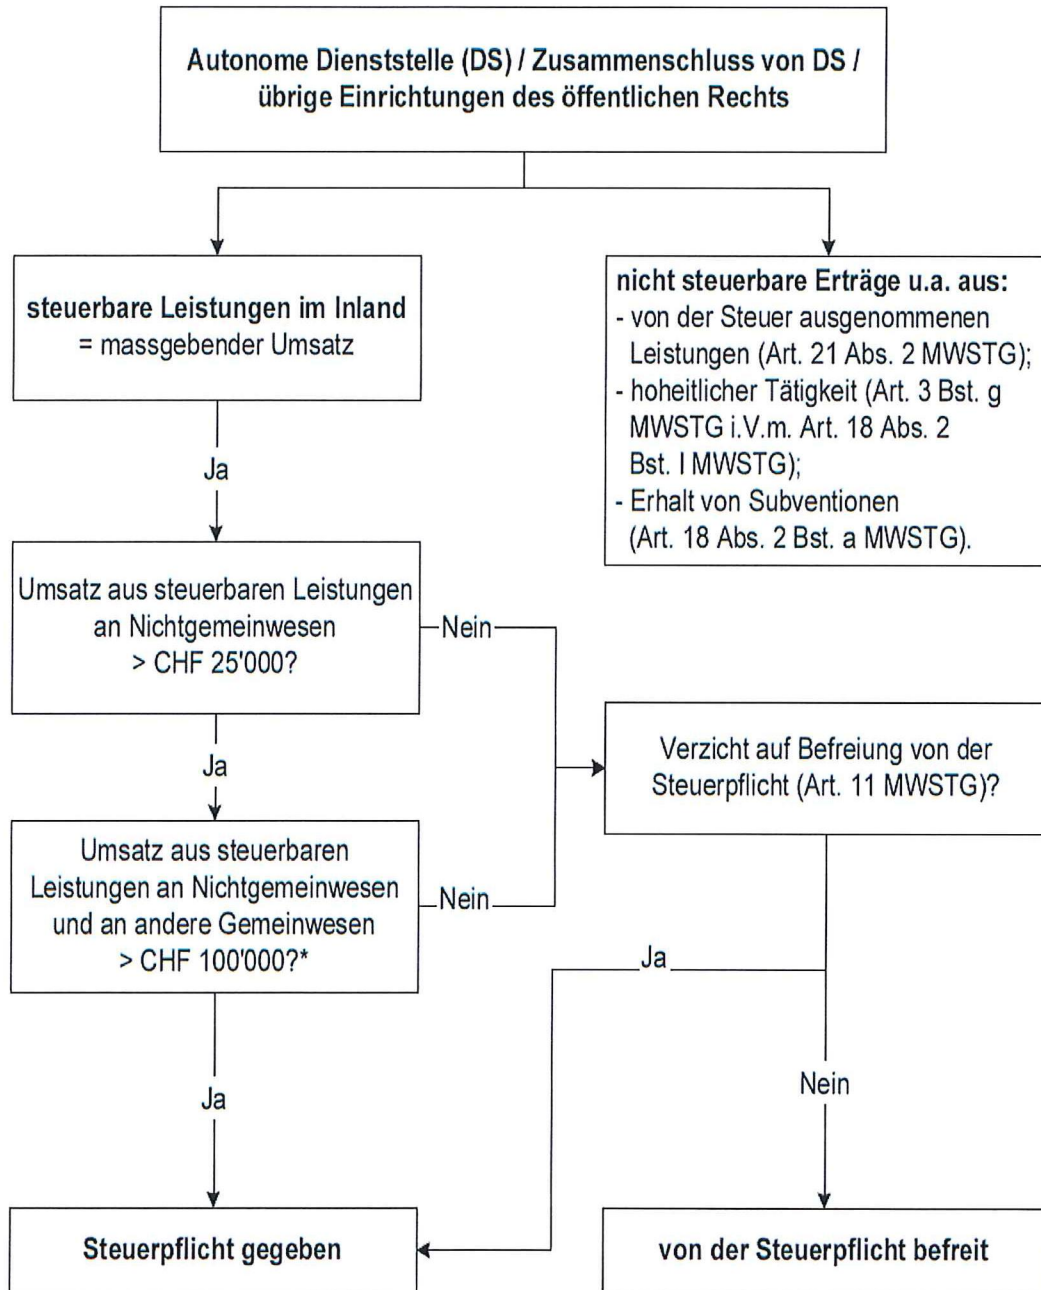 Autonome Dienststelle (DS) / Zusammenschluss von DS /
übrige Einrichtungen des öffentlichen Rechts
steuerbare Leistungen im Inland
= massgebender Umsatz
nicht steuerbare Erträge u.a. aus:
- von der Steuer ausgenommenen
Leistungen (Art. 21 Abs. 2 MWSTG);
- hoheitlicher Tätigkeit (Art. 3 Bst. g
MWSTG i.V.m. Art. 18 Abs. 2
Bst. l MWSTG);
- Erhalt von Subventionen
(Art. 18 Abs. 2 Bst. a MWSTG).
Ja
Umsatz aus steuerbaren Leistungen
an Nichtgemeinwesen
> CHF 25'000?
Nein
Ja
Verzicht auf Befreiung von der
Steuerpflicht (Art. 11 MWSTG)?
Umsatz aus steuerbaren
Leistungen an Nichtgemeinwesen
und an andere Gemeinwesen
> CHF 100'000?*
Nein
Ja
Ja
Nein
Steuerpflicht gegeben
von der Steuerpflicht befreit